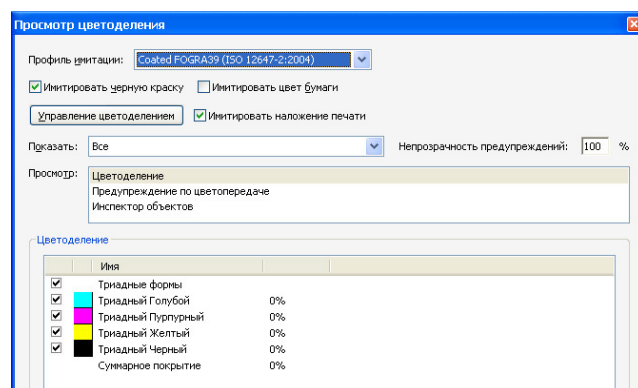 Просмотр цветоделения
Профиль имитации: Coated FOGRA39 (ISO 12647-2:2004)
Имитировать черную краску Имитировать цвет бумаги
Управление цветоделением Имитировать наложение печати
Показать: Все Непрозрачность предупреждений: 100 %
Просмотр: Цветоделение
Предупреждение по цветопередаче
Инспектор объектов
Цветоделение
Имя
Триадные формы
Триадный Голубой 0%
Триадный Пурпурный 0%
Триадный Желтый 0%
Триадный Черный 0%
Суммарное покрытие 0%